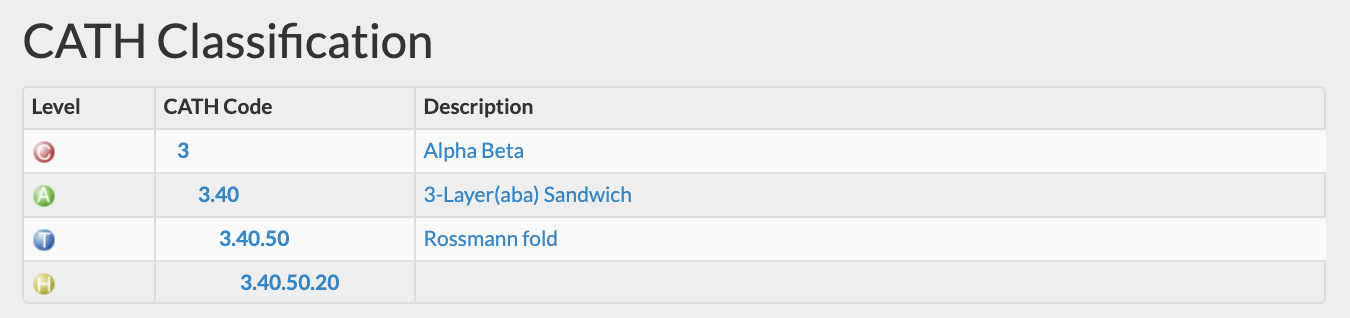 CATH Classification
Level CATH Code Description
C 3 Alpha Beta
A 3.40 3-Layer(aba) Sandwich
T 3.40.50 Rossmann fold
H 3.40.50.20